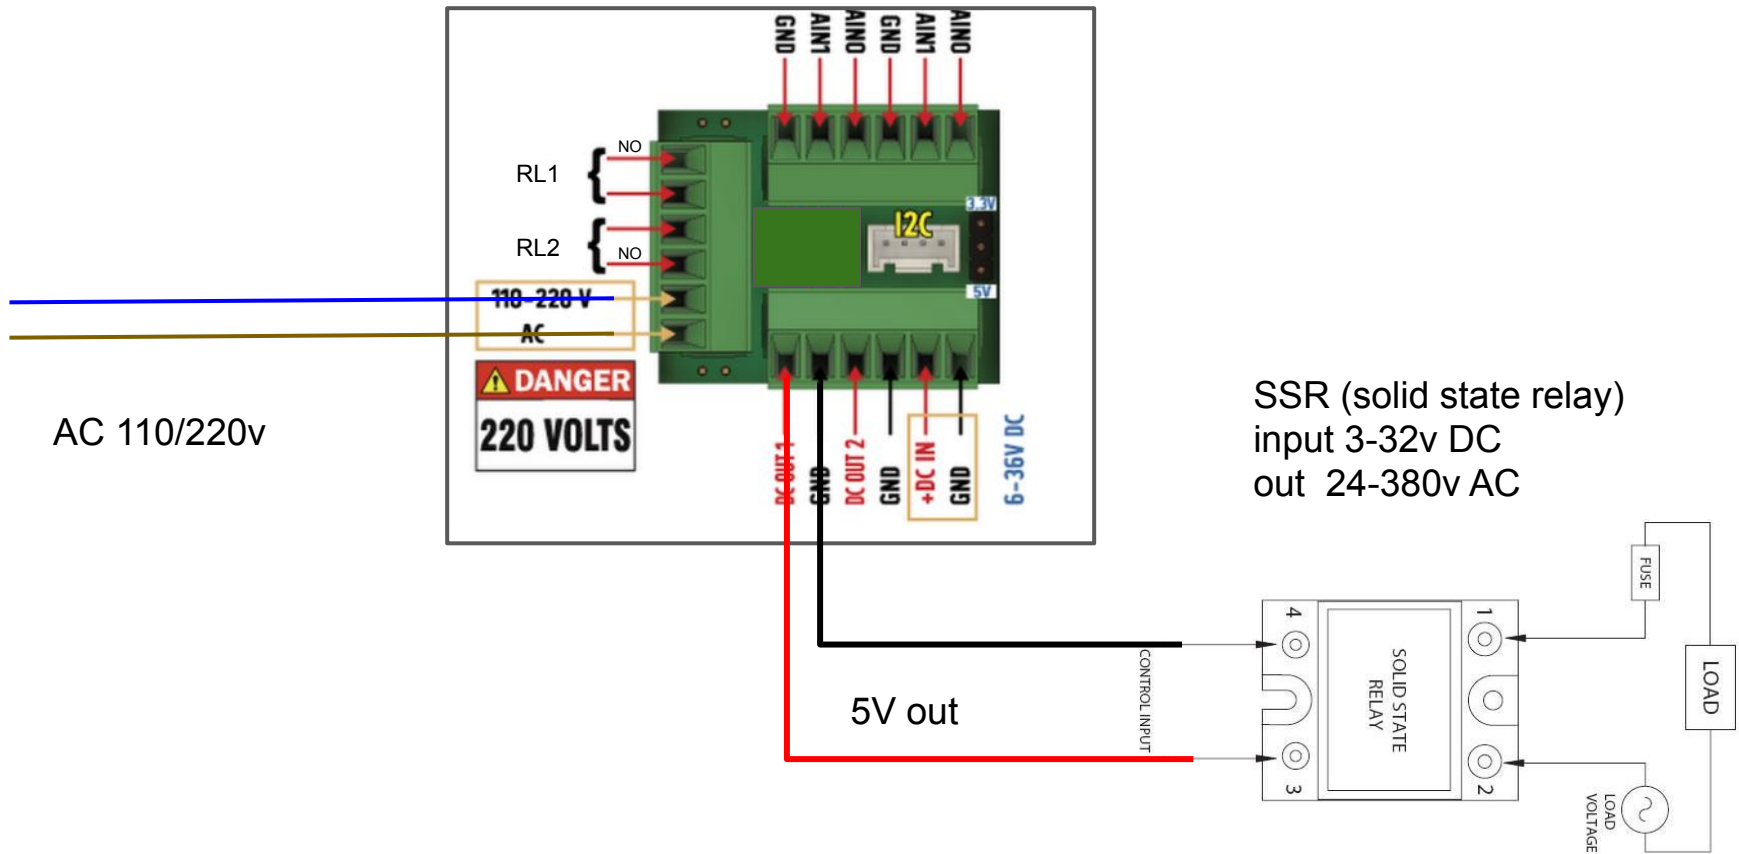 GND
AIN1
AIN0
GND
AIN1
AIN0
NO
RL1
RL2
NO
I2C
3.3V
5V
110-220 V
AC
DANGER
220 VOLTS
AC 110/220v
DC OUT 1
GND
DC OUT 2
GND
+DC IN
GND
6-36V DC
5V out
SSR (solid state relay)
input 3-32v DC
out 24-380v AC
CONTROL INPUT
4
3
SOLID STATE
RELAY
1
2
FUSE
LOAD
LOAD
VOLTAGE